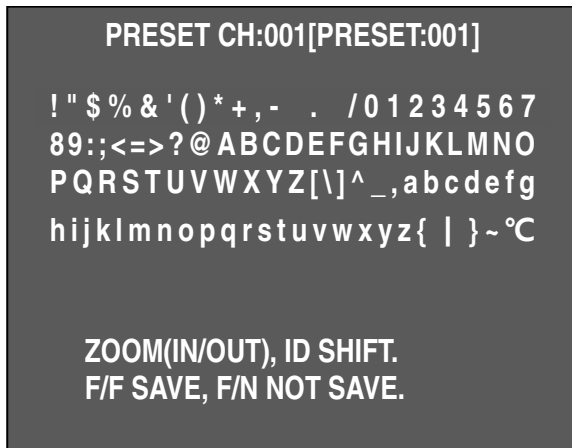 PRESET CH:001[PRESET:001]
! " $ % & ' ( ) * + , - . / 0 1 2 3 4 5 6 7
8 9 : ; < = > ? @ A B C D E F G H I J K L M N O
P Q R S T U V W X Y Z [ \ ] ^ _ , a b c d e f g
h i j k l m n o p q r s t u v w x y z { | } ~ ℃
ZOOM(IN/OUT), ID SHIFT.
F/F SAVE, F/N NOT SAVE.